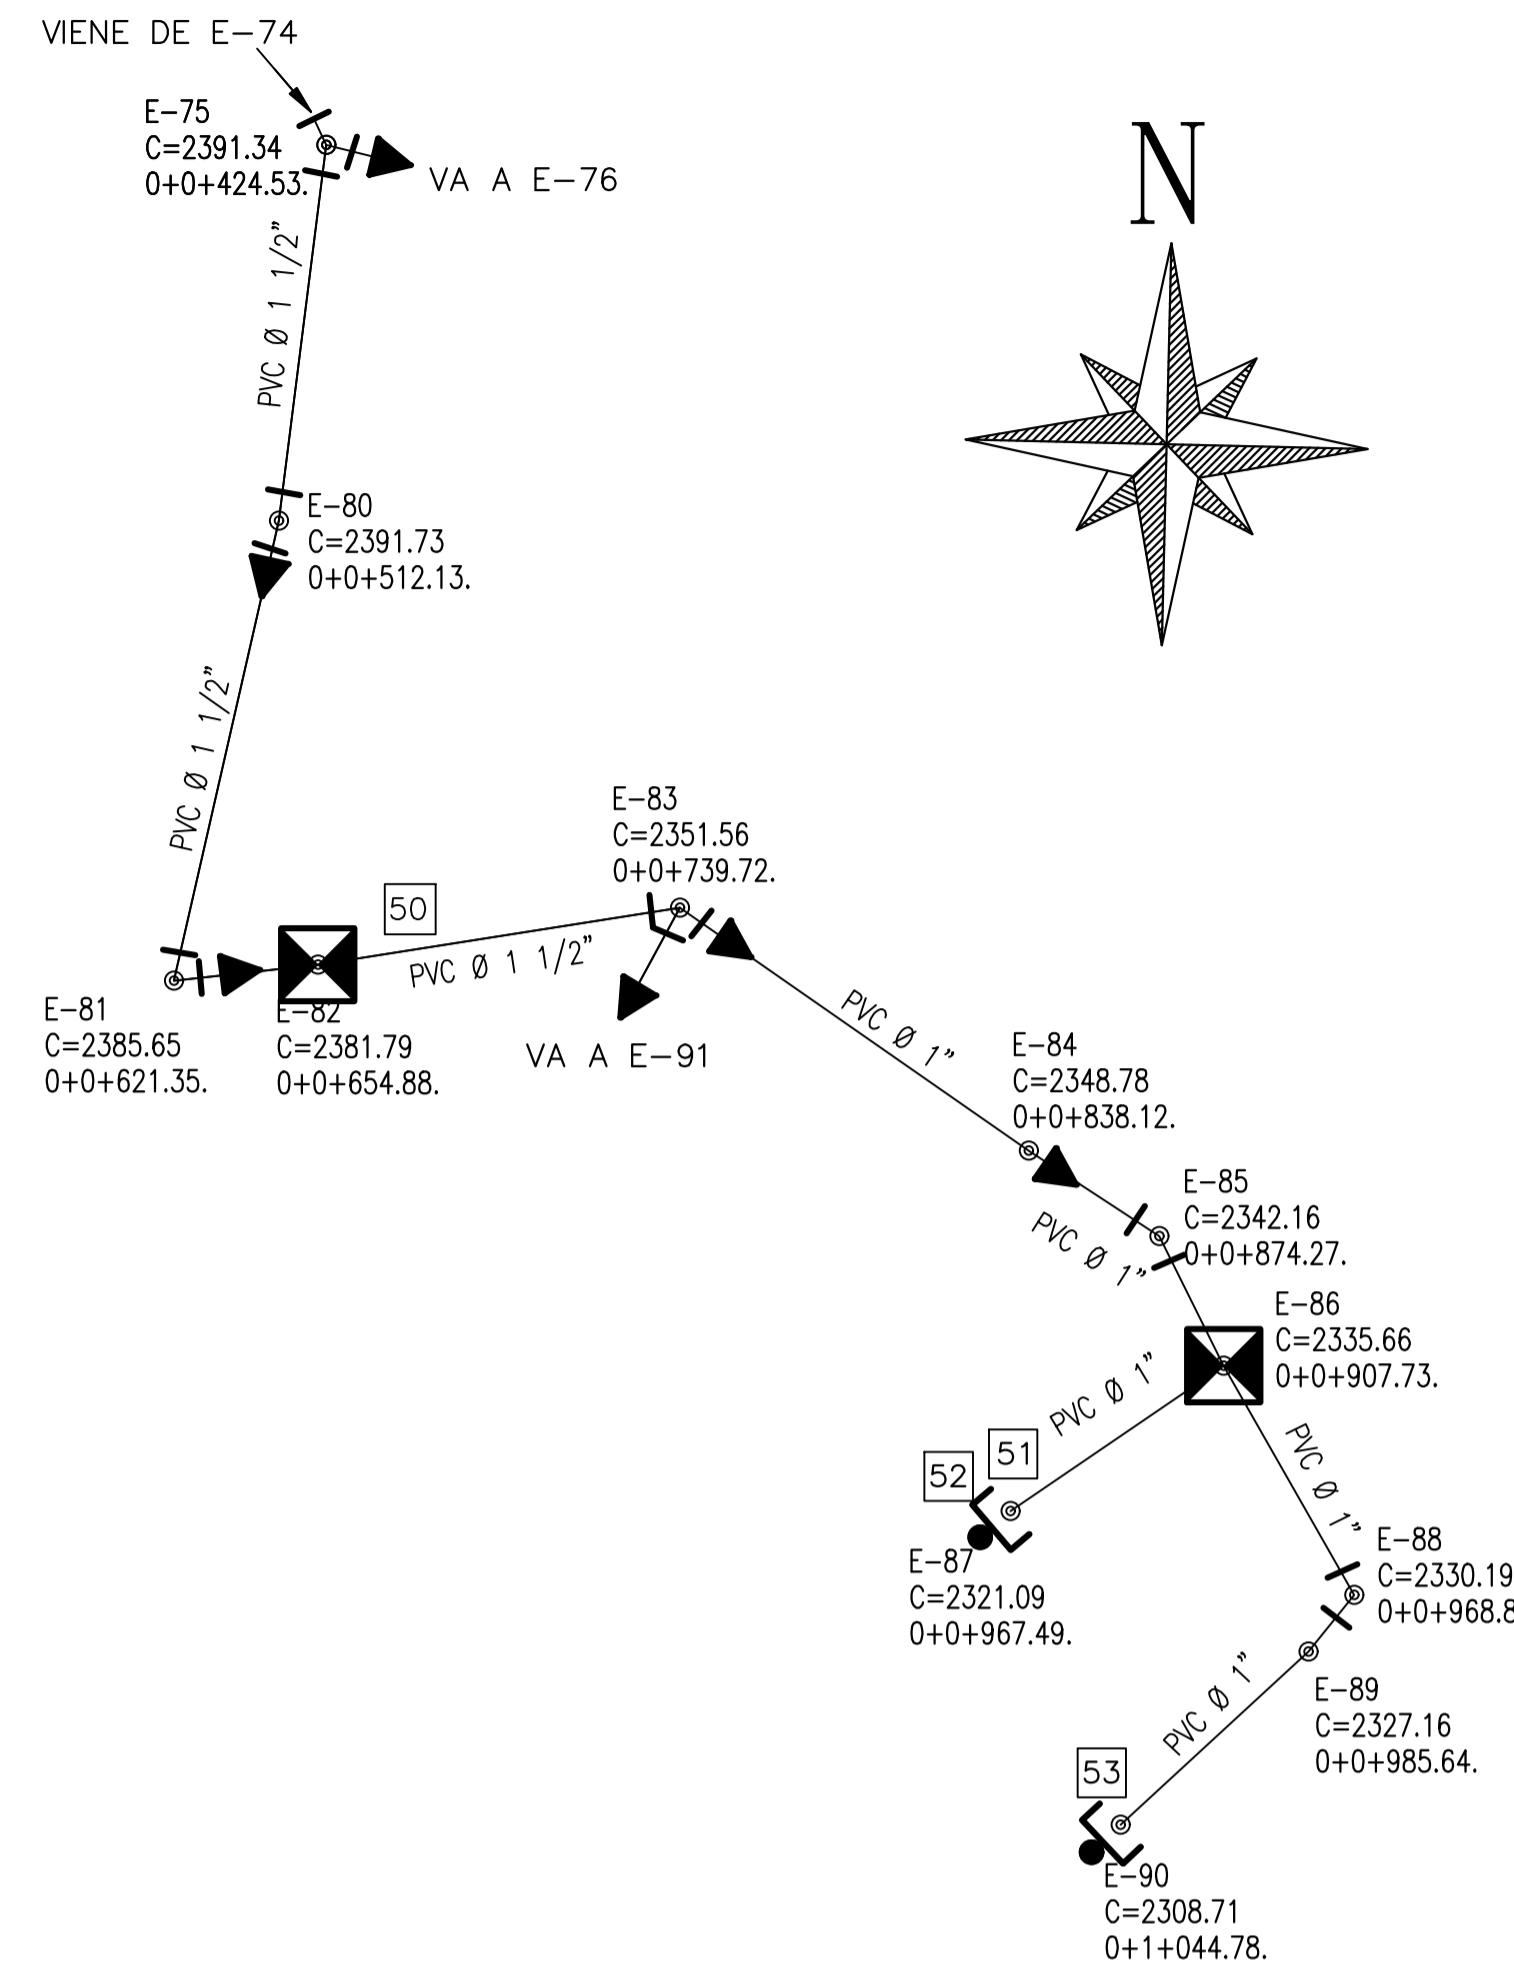 VIENE DE E-74
E-75
C=2391.34
0+0+424.53.
VA A E-76
N
PVC Ø 1 1/2"
E-80
C=2391.73
0+0+512.13.
PVC Ø 1 1/2"
E-83
C=2351.56
0+0+739.72.
50
PVC Ø 1 1/2"
E-81
C=2385.65
0+0+621.35.
E-82
C=2381.79
0+0+654.88.
VA A E-91
PVC Ø 1"
E-84
C=2348.78
0+0+838.12.
PVC Ø 1"
E-85
C=2342.16
0+0+874.27.
E-86
C=2335.66
0+0+907.73.
PVC Ø 1"
51
52
E-87
C=2321.09
0+0+967.49.
PVC Ø 1"
E-88
C=2330.19
0+0+968.8
PVC Ø 1"
E-89
C=2327.16
0+0+985.64.
53
E-90
C=2308.71
0+1+044.78.